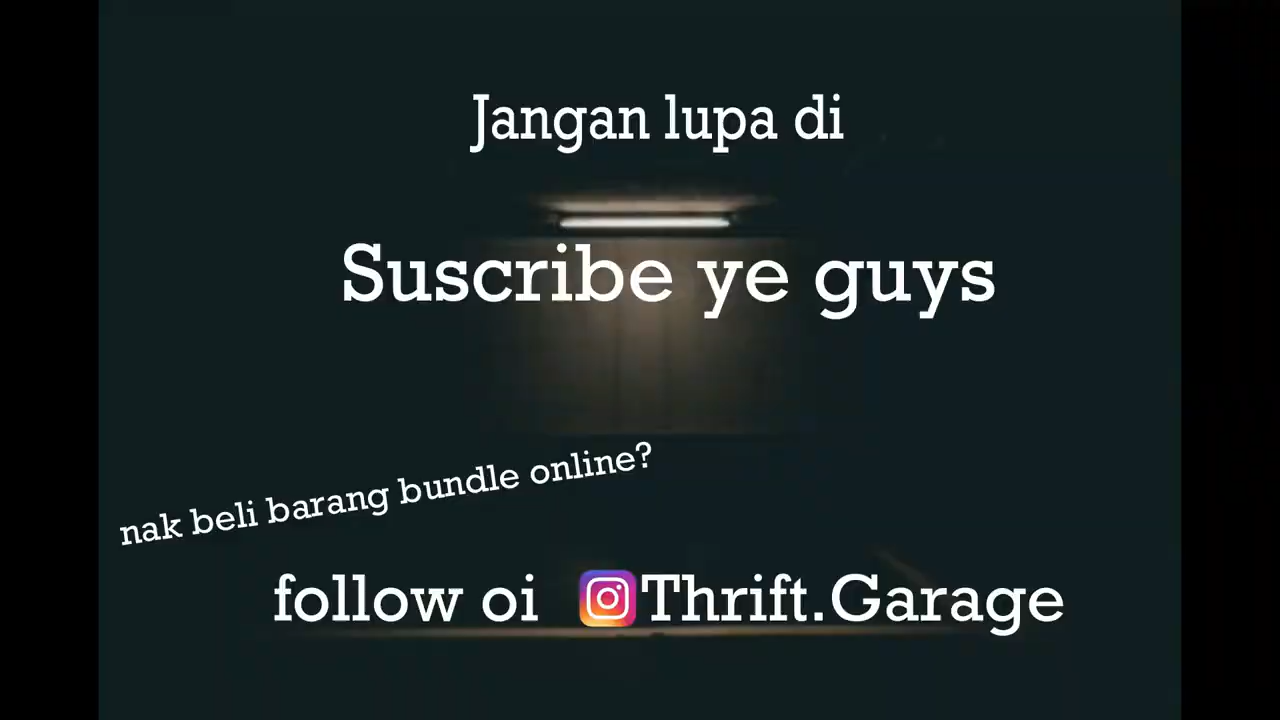 Jangan lupa di
Suscribe ye guys
nak beli barang bundle online?
follow oi Thrift.Garage